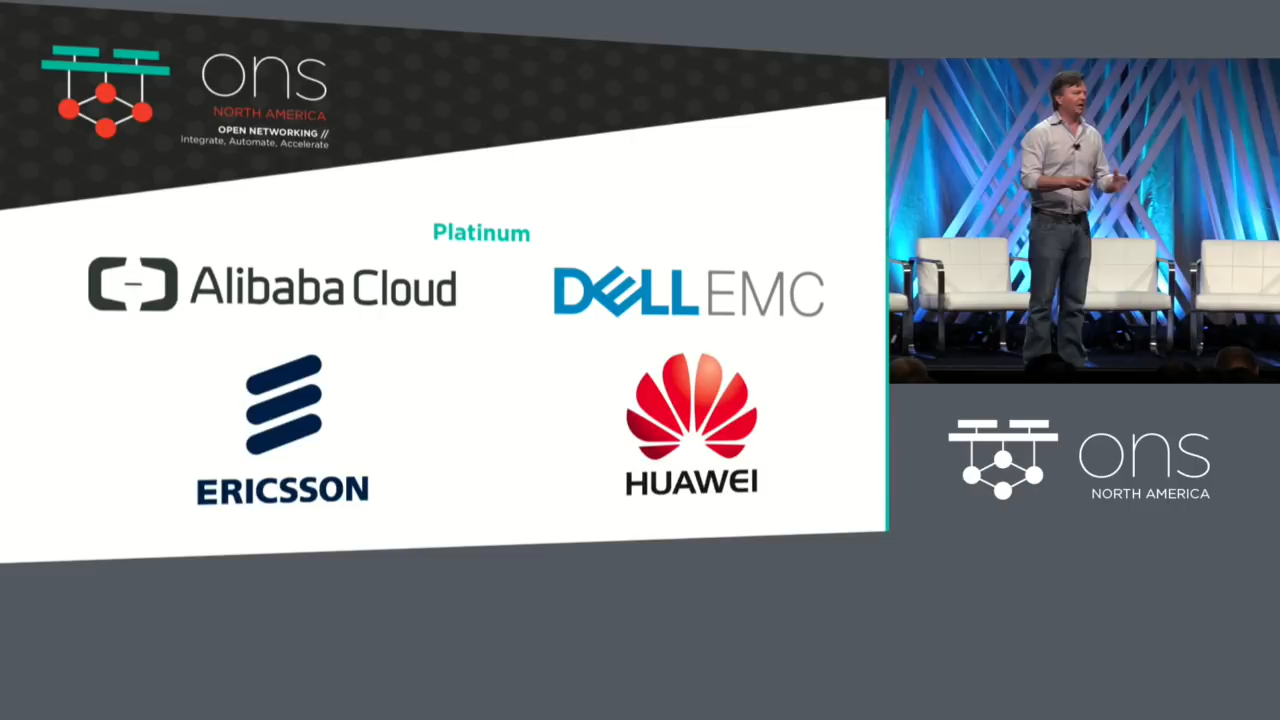 ons
NORTH AMERICA
OPEN NETWORKING //
Integrate, Automate, Accelerate
Platinum
Alibaba Cloud
DELL EMC
ERICSSON
HUAWEI
ons
NORTH AMERICA